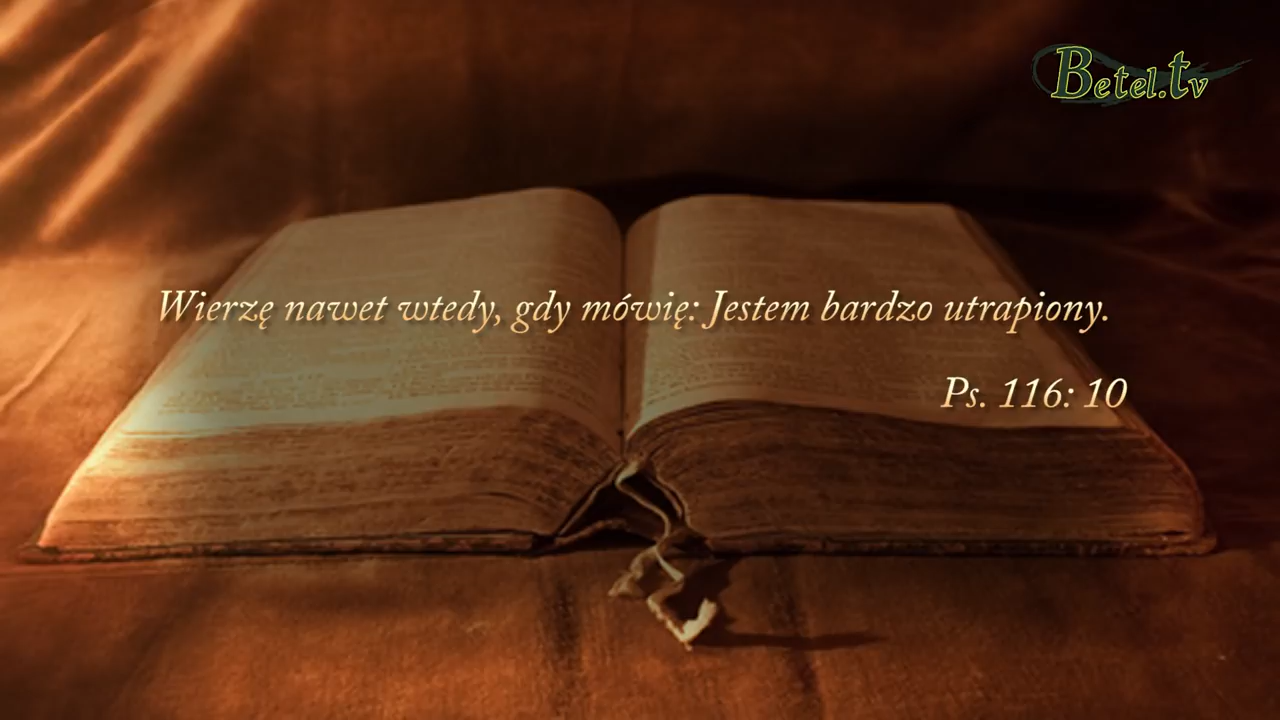 Betel.tv
Wierzę nawet wtedy, gdy mówię: Jestem bardzo utrapiony.
Ps. 116: 10